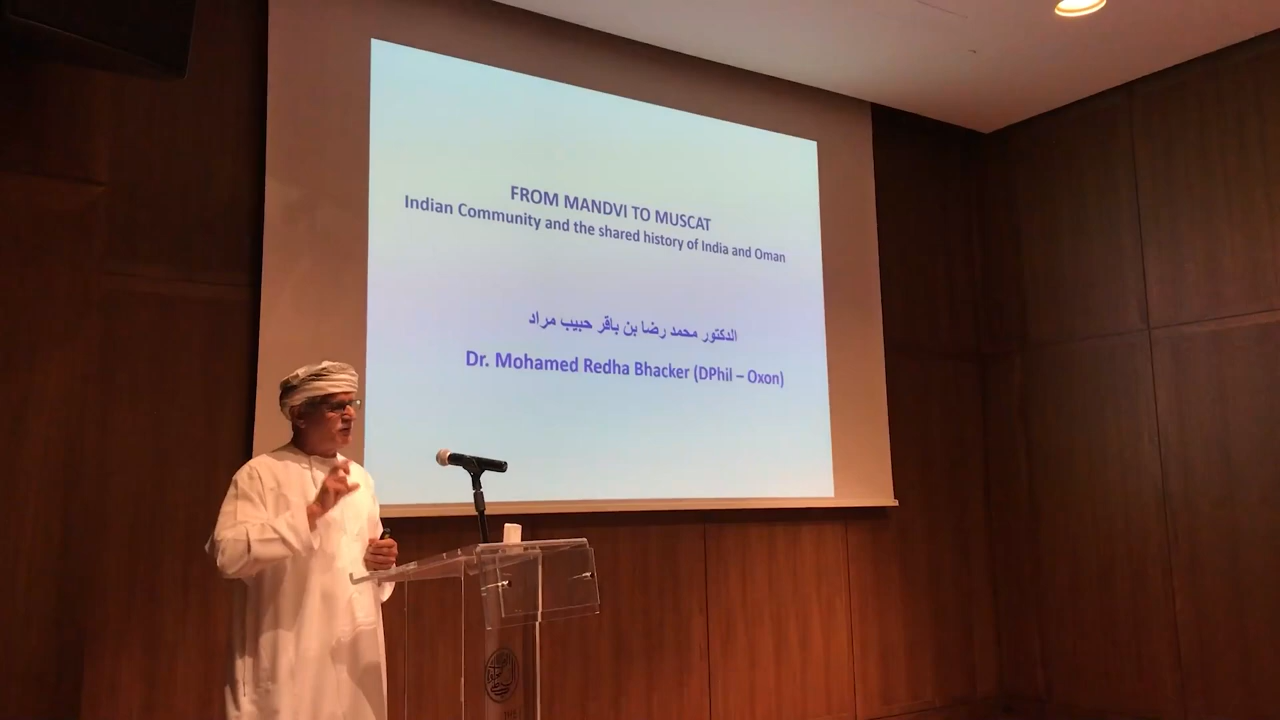 FROM MANDVI TO MUSCAT
Indian Community and the shared history of India and Oman
الدكتور محمد رضا بن باقر حبيب مراد
Dr. Mohamed Redha Bhacker (DPhil – Oxon)